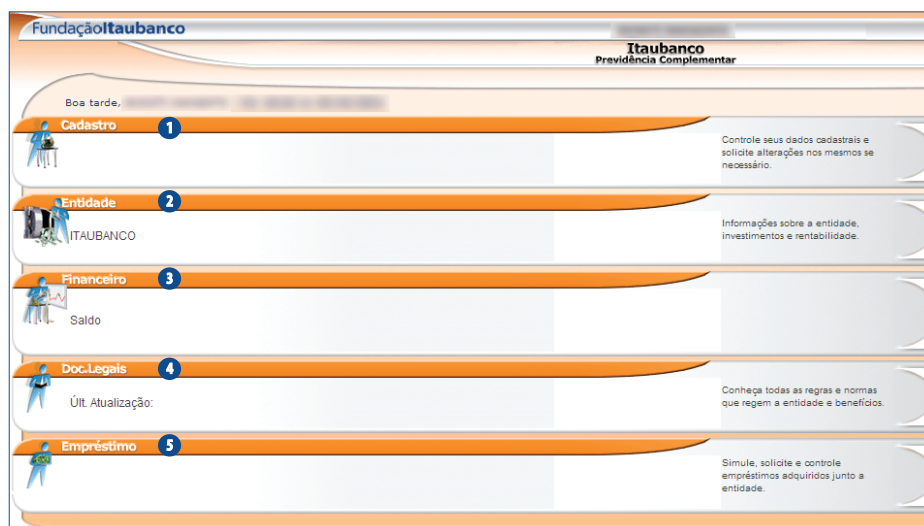 FundaçãoItaubanco
Itaubanco
Previdência Complementar
Boa tarde,
Cadastro 1
Controle seus dados cadastrais e
solicite alterações nos mesmos se
necessário.
Entidade 2
ITAUBANCO
Informações sobre a entidade,
investimentos e rentabilidade.
Financeiro 3
Saldo
Doc.Legais 4
Últ. Atualização:
Conheça todas as regras e normas
que regem a entidade e benefícios.
Empréstimo 5
Simule, solicite e controle
empréstimos adquiridos junto a
entidade.